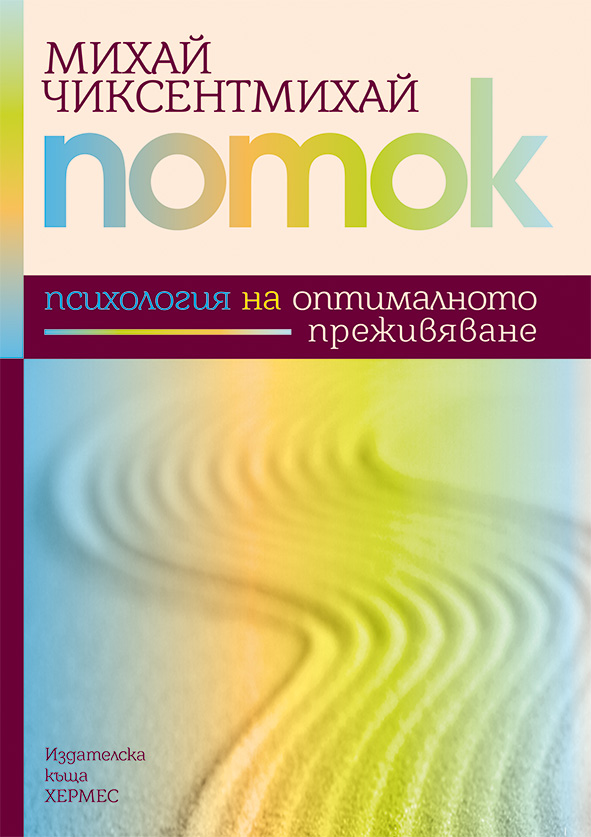 МИХАЙ
ЧИКСЕНТМИХАЙ
поток
психология на оптималното
преживяване
Издателска
къща
ХЕРМЕС